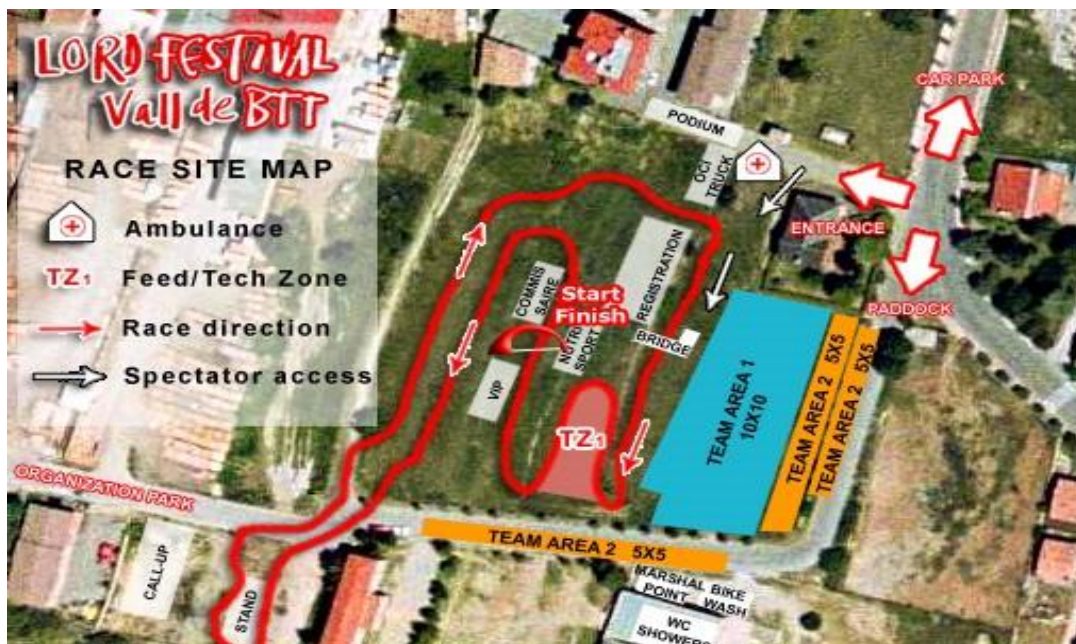 LORD FESTIVAL
Vall de BTT
RACE SITE MAP
Ambulance
TZ1 Feed/Tech Zone
Race direction
Spectator access
CAR PARK
PODIUM
OCI
TRUCK
ENTRANCE
PADDOCK
COMMIS
SAIRE
Start
Finish
REGISTRATION
NUTRI
SPORT
BRIDGE
VIP
TZ1
TEAM AREA 1
10X10
TEAM AREA 2 5X5
TEAM AREA 2 5X5
ORGANIZATION PARK
TEAM AREA 2 5X5
CALL-UP
STAND
MARSHAL BIKE
POINT WASH
WC
SHOWERS